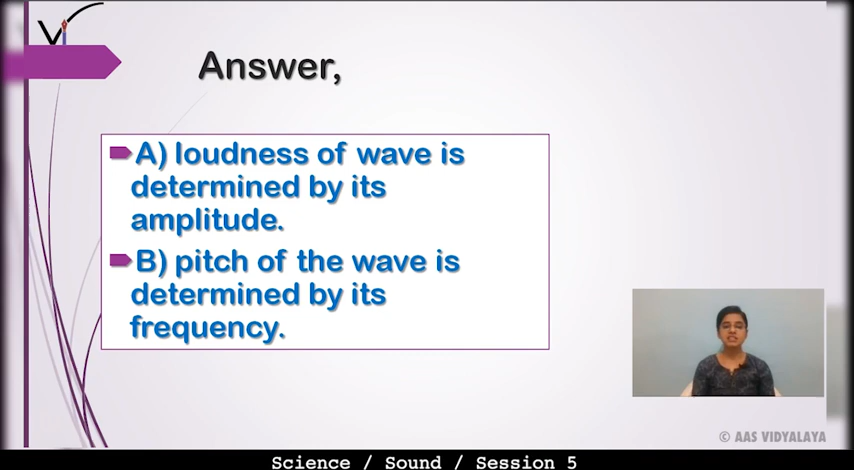 Vi
Answer,
A) loudness of wave is
determined by its
amplitude.
B) pitch of the wave is
determined by its
frequency.
© AAS VIDYALAYA
Science / Sound / Session 5